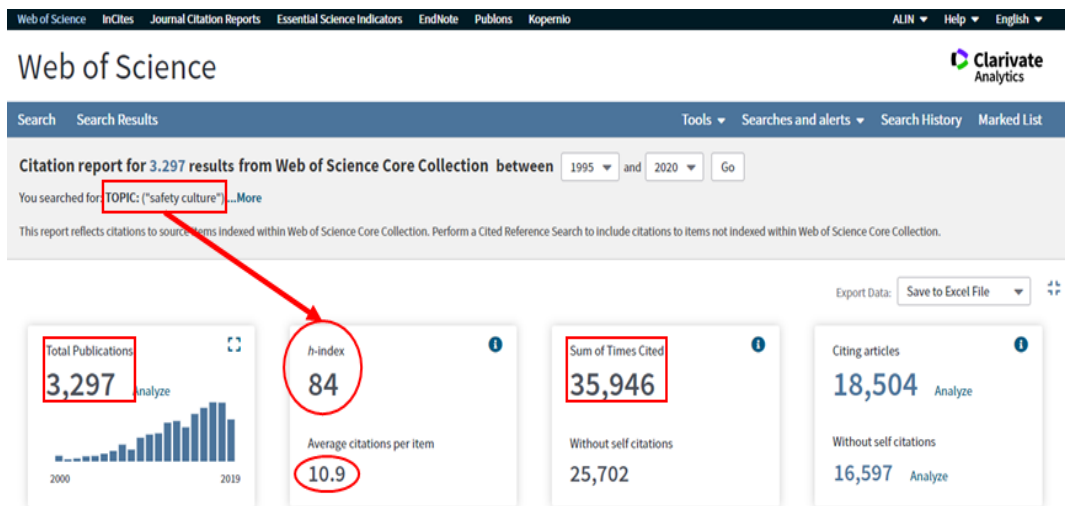 Web of Science InCites Journal Citation Reports Essential Science Indicators EndNote Publons Kopernio ALIN Help English
Web of Science
Clarivate
Analytics
Search Search Results Tools Searches and alerts Search History Marked List
Citation report for 3.297 results from Web of Science Core Collection between 1995 and 2020 Go
You searched for: TOPIC: ("safety culture") ...More
This report reflects citations to source items indexed within Web of Science Core Collection. Perform a Cited Reference Search to include citations to items not indexed within Web of Science Core Collection.
Export Data: Save to Excel File
Total Publications
3,297 Analyze
2000 2019
h-index
84
Average citations per item
10.9
Sum of Times Cited
35,946
Without self citations
25,702
Citing articles
18,504 Analyze
Without self citations
16,597 Analyze